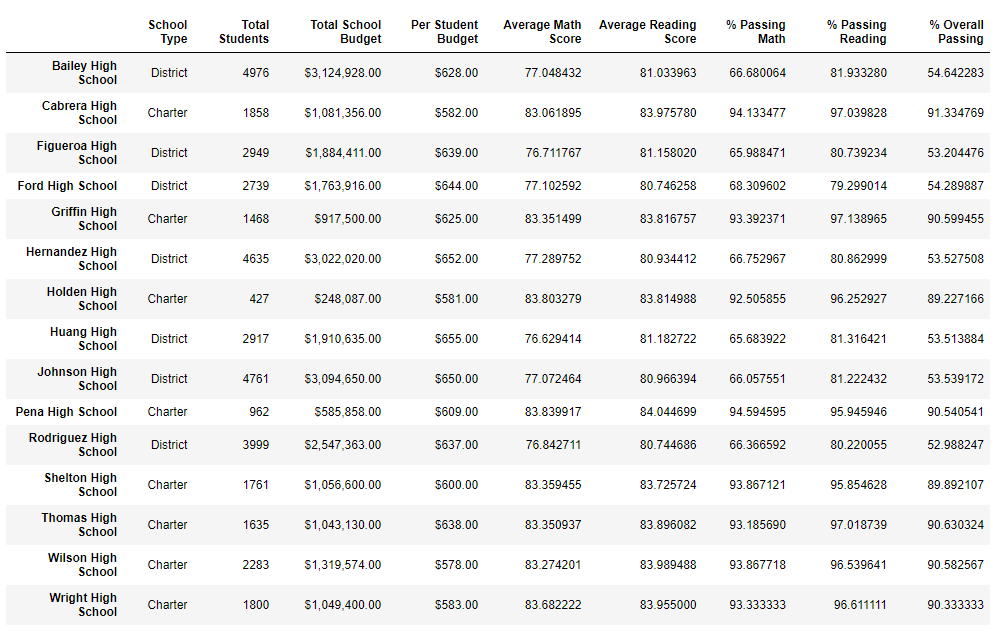 School Type Total Students Total School Budget Per Student Budget Average Math Score Average Reading Score % Passing Math % Passing Reading % Overall Passing
Bailey High School District 4976 $3,124,928.00 $628.00 77.048432 81.033963 66.680064 81.933280 54.642283
Cabrera High School Charter 1858 $1,081,356.00 $582.00 83.061895 83.975780 94.133477 97.039828 91.334769
Figueroa High School District 2949 $1,884,411.00 $639.00 76.711767 81.158020 65.988471 80.739234 53.204476
Ford High School District 2739 $1,763,916.00 $644.00 77.102592 80.746258 68.309602 79.299014 54.289887
Griffin High School Charter 1468 $917,500.00 $625.00 83.351499 83.816757 93.392371 97.138965 90.599455
Hernandez High School District 4635 $3,022,020.00 $652.00 77.289752 80.934412 66.752967 80.862999 53.527508
Holden High School Charter 427 $248,087.00 $581.00 83.803279 83.814988 92.505855 96.252927 89.227166
Huang High School District 2917 $1,910,635.00 $655.00 76.629414 81.182722 65.683922 81.316421 53.513884
Johnson High School District 4761 $3,094,650.00 $650.00 77.072464 80.966394 66.057551 81.222432 53.539172
Pena High School Charter 962 $585,858.00 $609.00 83.839917 84.044699 94.594595 95.945946 90.540541
Rodriguez High School District 3999 $2,547,363.00 $637.00 76.842711 80.744686 66.366592 80.220055 52.988247
Shelton High School Charter 1761 $1,056,600.00 $600.00 83.359455 83.725724 93.867121 95.854628 89.892107
Thomas High School Charter 1635 $1,043,130.00 $638.00 83.350937 83.896082 93.185690 97.018739 90.630324
Wilson High School Charter 2283 $1,319,574.00 $578.00 83.274201 83.989488 93.867718 96.539641 90.582567
Wright High School Charter 1800 $1,049,400.00 $583.00 83.682222 83.955000 93.333333 96.611111 90.333333